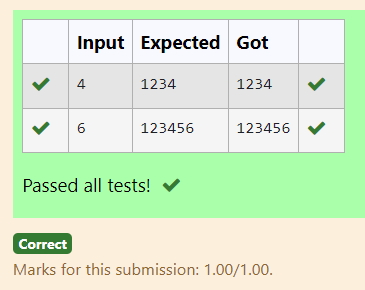 Input Expected Got
4 1234 1234
6 123456 123456
Passed all tests!
Correct
Marks for this submission: 1.00/1.00.